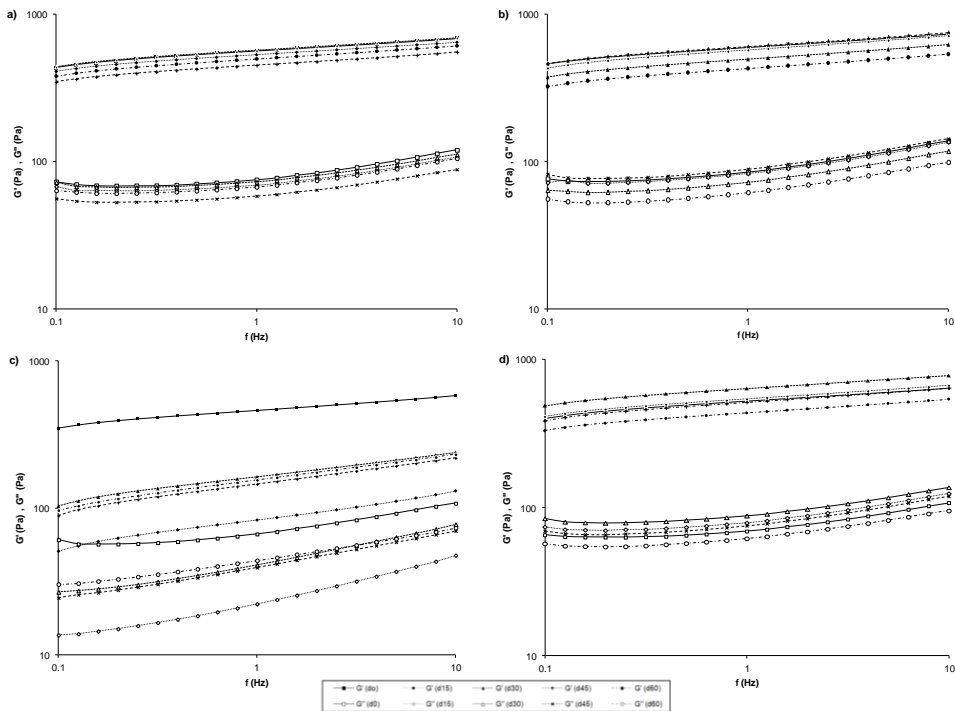 a)
1000
100
10
0.1
1
10
G' (Pa) , G'' (Pa)
f (Hz)
b)
1000
100
10
0.1
1
10
G' (Pa) , G'' (Pa)
f (Hz)
c)
1000
100
10
0.1
1
10
G' (Pa) , G'' (Pa)
f (Hz)
d)
1000
100
10
0.1
1
10
G' (Pa) , G'' (Pa)
f (Hz)
G' (do) G' (d15) G' (d30) G' (d45) G' (d60)
G'' (d0) G'' (d15) G'' (d30) G'' (d45) G'' (d60)